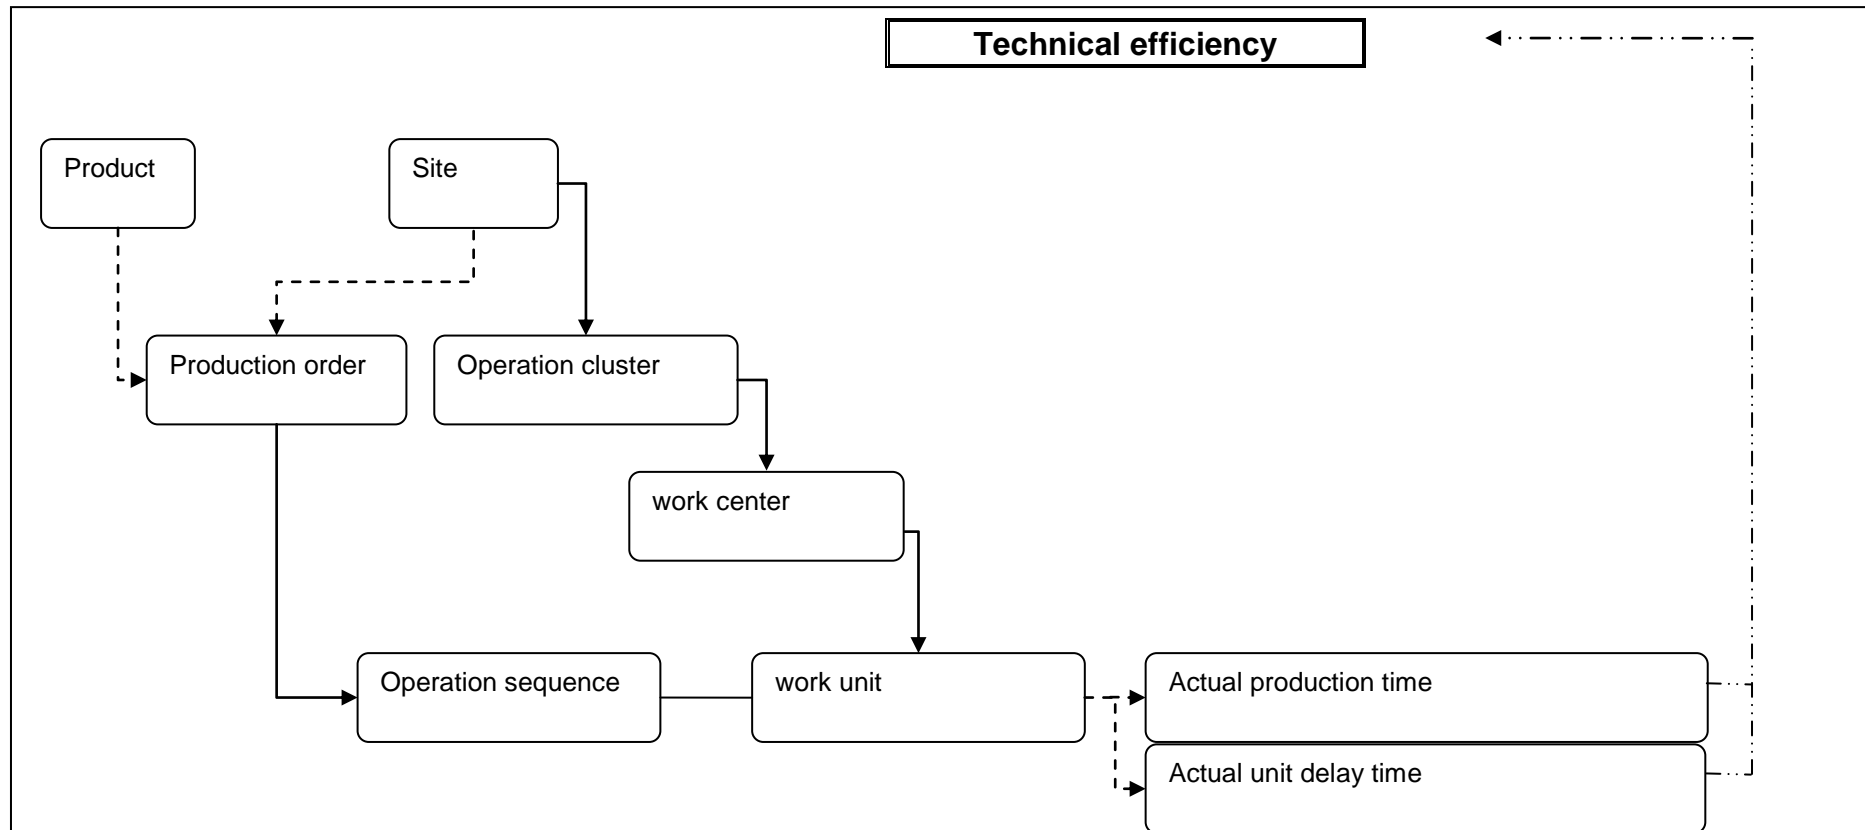 Technical efficiency
Product
Site
Production order
Operation cluster
work center
Operation sequence
work unit
Actual production time
Actual unit delay time